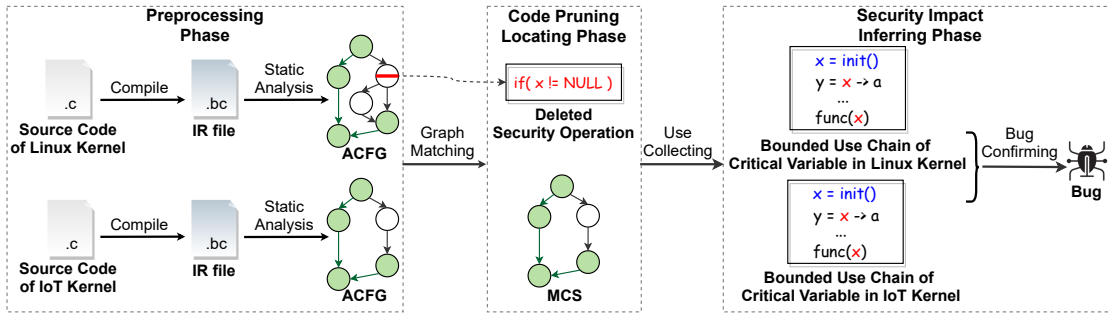 Preprocessing
Phase
.c
Source Code
of Linux Kernel
Compile
.bc
IR file
Static
Analysis
ACFG
.c
Source Code
of IoT Kernel
Compile
.bc
IR file
Static
Analysis
ACFG
Graph
Matching
Code Pruning
Locating Phase
if( x != NULL )
Deleted
Security Operation
MCS
Use
Collecting
Security Impact
Inferring Phase
x = init()
y = x -> a
...
func(x)
Bounded Use Chain of
Critical Variable in Linux Kernel
x = init()
y = x -> a
...
func(x)
Bounded Use Chain of
Critical Variable in IoT Kernel
Bug
Confirming
Bug